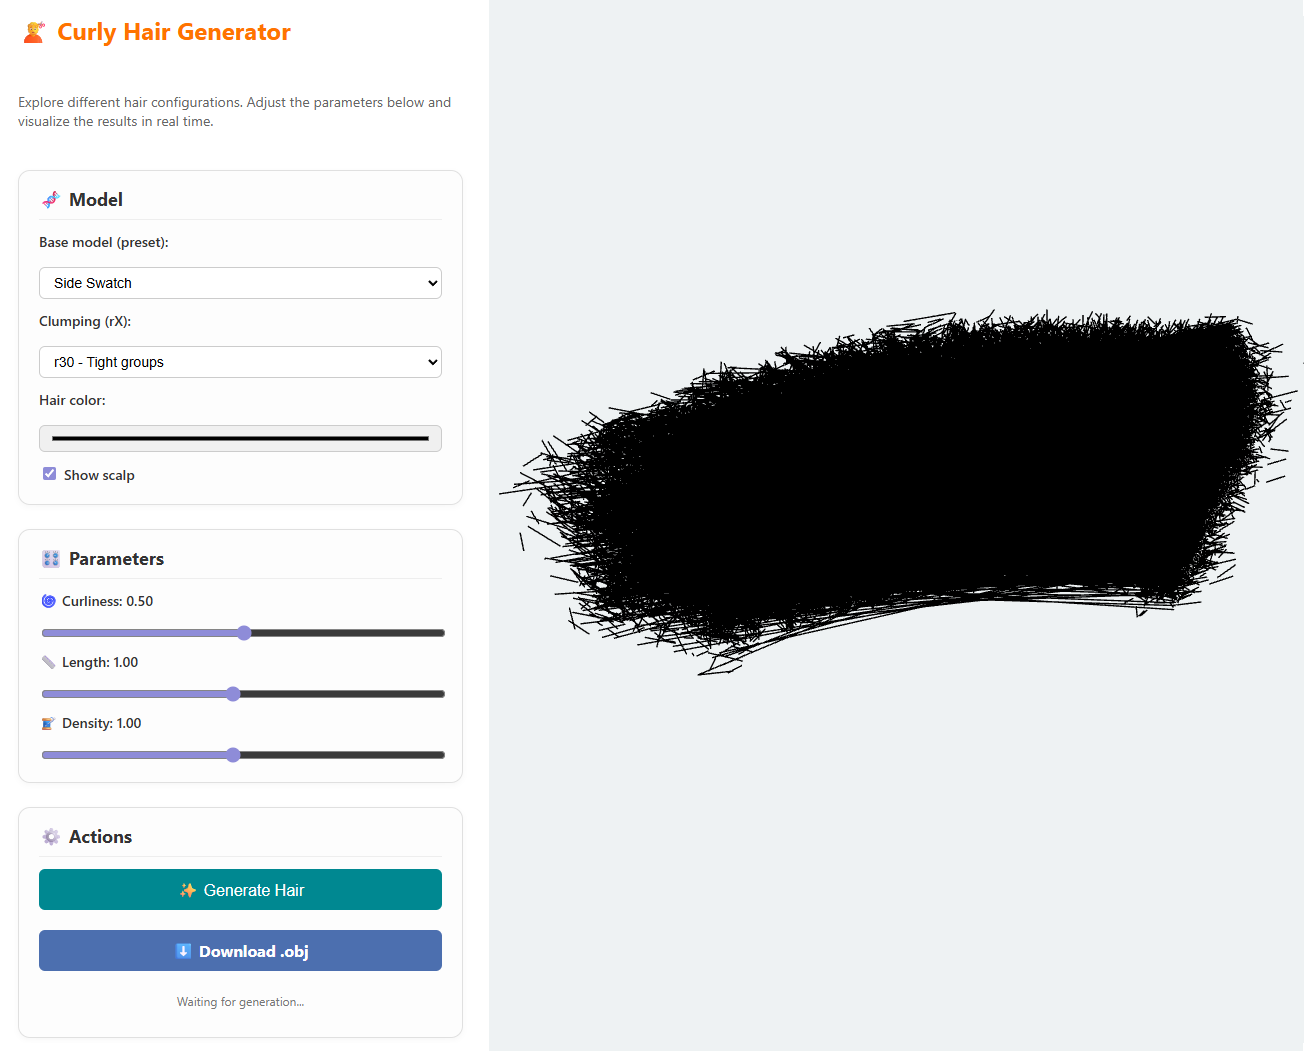 Curly Hair Generator
Explore different hair configurations. Adjust the parameters below and
visualize the results in real time.
Model
Base model (preset):
Side Swatch
Clumping (rX):
r30 - Tight groups
Hair color:
Show scalp
Parameters
Curliness: 0.50
Length: 1.00
Density: 1.00
Actions
✨ Generate Hair
⬇️ Download .obj
Waiting for generation...